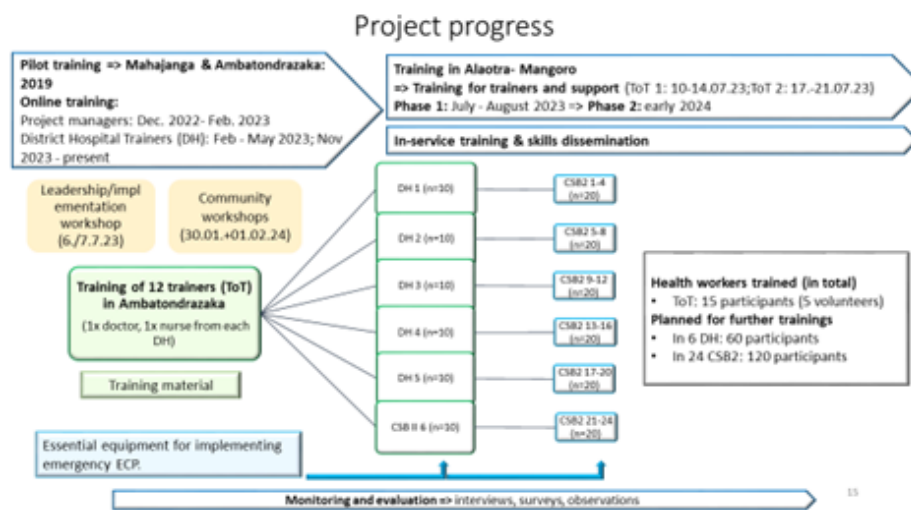 Project progress
Pilot training => Mahajanga & Ambatondrazaka:
2019
Online training:
Project managers: Dec. 2022- Feb. 2023
District Hospital Trainers (DH): Feb - May 2023; Nov
2023 - present
Training in Alaotra- Mangoro
=> Training for trainers and support (ToT 1: 10-14.07.23;ToT 2: 17.-21.07.23)
Phase 1: July - August 2023 => Phase 2: early 2024
In-service training & skills dissemination
Leadership/impl
ementation
workshop
(6./7.7.23)
Community
workshops
(30.01.+01.02.24)
Training of 12 trainers (ToT)
in Ambatondrazaka
(1x doctor, 1x nurse from each
DH)
Training material
Essential equipment for implementing
emergency ECP.
DH 1 (n=10)
DH 2 (n=10)
DH 3 (n=10)
DH 4 (n=10)
DH 5 (n=10)
CSB II 6 (n=10)
CSB2 1-4
(n=20)
CSB2 5-8
(n=20)
CSB2 9-12
(n=20)
CSB2 13-16
(n=20)
CSB2 17-20
(n=20)
CSB2 21-24
(n=20)
Health workers trained (in total)
• ToT: 15 participants (5 volunteers)
Planned for further trainings
• In 6 DH: 60 participants
• In 24 CSB2: 120 participants
Monitoring and evaluation => interviews, surveys, observations
15